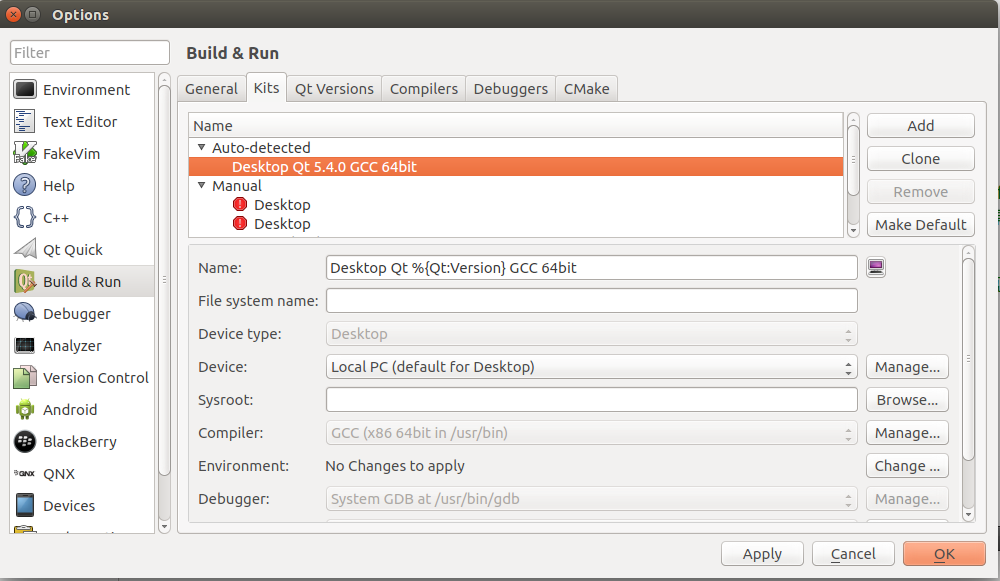 Options
Filter
Build & Run
Environment
Text Editor
FakeVim
Help
C++
Qt Quick
Build & Run
Debugger
Analyzer
Version Control
Android
BlackBerry
QNX
Devices
General Kits Qt Versions Compilers Debuggers CMake
Name
Auto-detected
Desktop Qt 5.4.0 GCC 64bit
Manual
Desktop
Desktop
Add
Clone
Remove
Make Default
Name: Desktop Qt %{Qt:Version} GCC 64bit
File system name:
Device type: Desktop
Device: Local PC (default for Desktop) Manage...
Sysroot: Browse...
Compiler: GCC (x86 64bit in /usr/bin) Manage...
Environment: No Changes to apply Change ...
Debugger: System GDB at /usr/bin/gdb Manage...
Apply Cancel OK